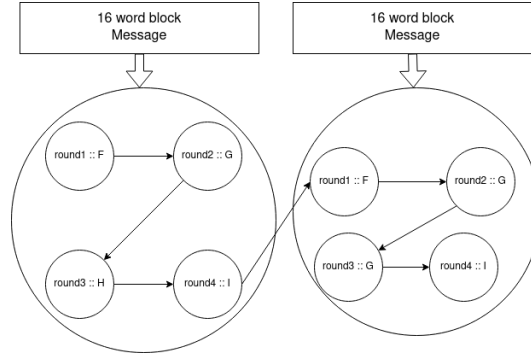 16 word block
Message
16 word block
Message
round1 :: F
round2 :: G
round3 :: H
round4 :: I
round1 :: F
round2 :: G
round3 :: G
round4 :: I